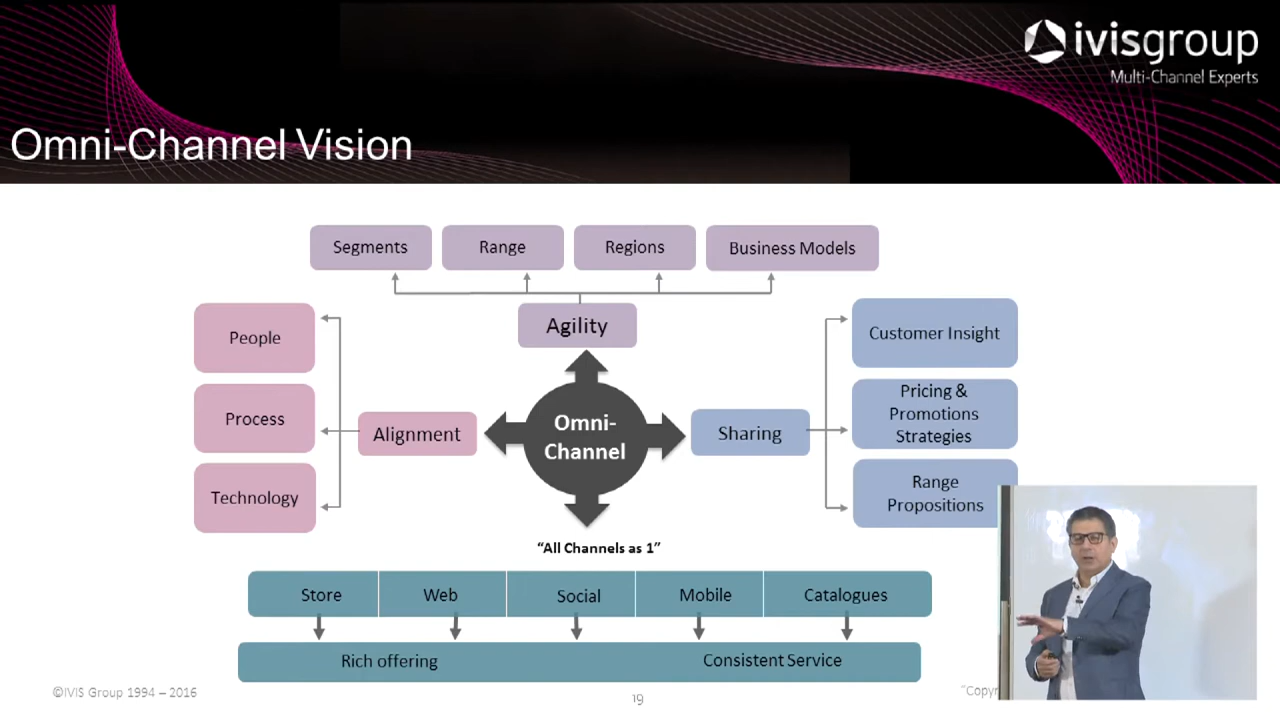 ivisgroup
Multi-Channel Experts
Omni-Channel Vision
Segments
Range
Regions
Business Models
Agility
People
Process
Technology
Alignment
Omni-
Channel
Sharing
Customer Insight
Pricing &
Promotions
Strategies
Range
Propositions
“All Channels as 1”
Store
Web
Social
Mobile
Catalogues
Rich offering
Consistent Service
©IVIS Group 1994 – 2016
19